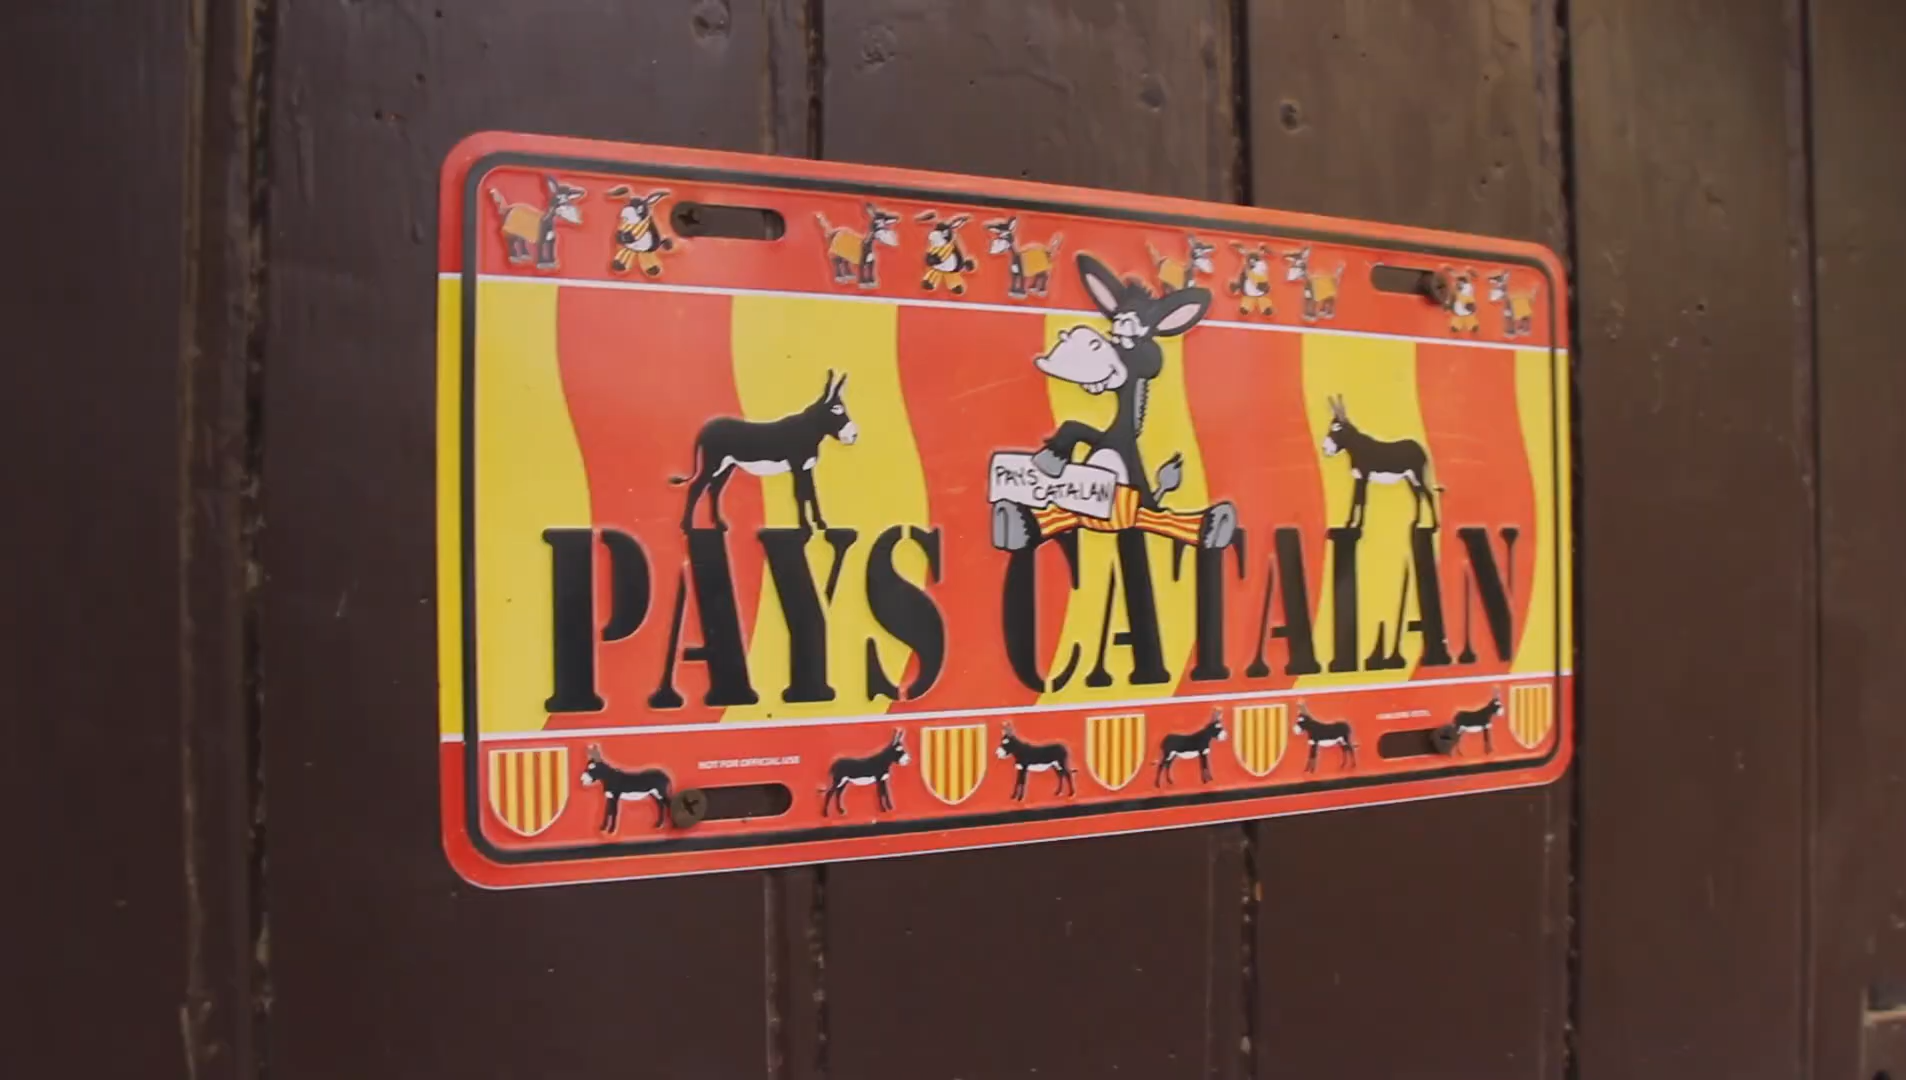 PAYS
CATALAN
PAYS CATALAN
NOT FOR OFFICIAL USE